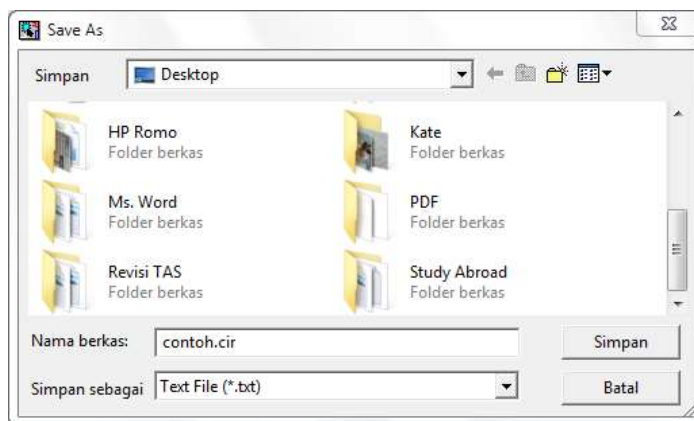 Save As
Simpan
Desktop
HP Romo
Folder berkas
Kate
Folder berkas
Ms. Word
Folder berkas
PDF
Folder berkas
Revisi TAS
Folder berkas
Study Abroad
Folder berkas
Nama berkas:
contoh.cir
Simpan
Simpan sebagai
Text File (*.txt)
Batal